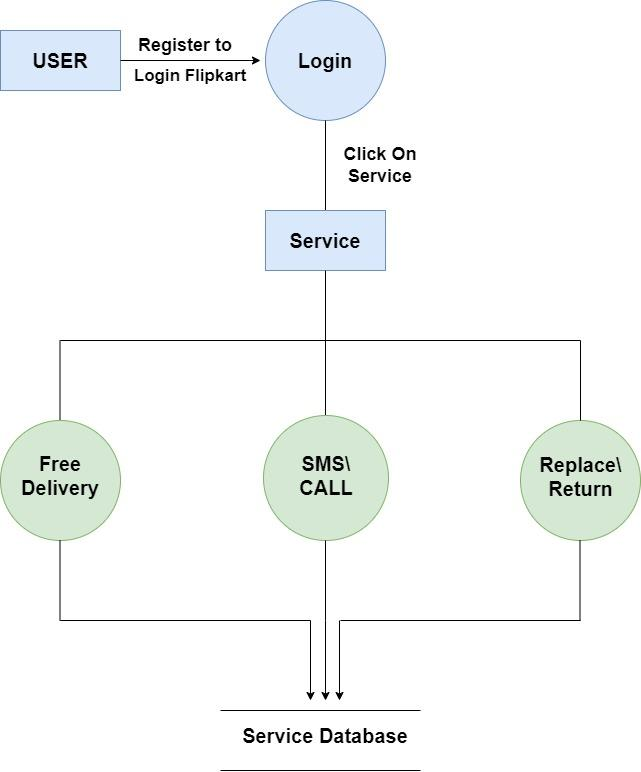 USER
Register to
Login Flipkart
Login
Click On
Service
Service
Free
Delivery
SMS\
CALL
Replace\
Return
Service Database